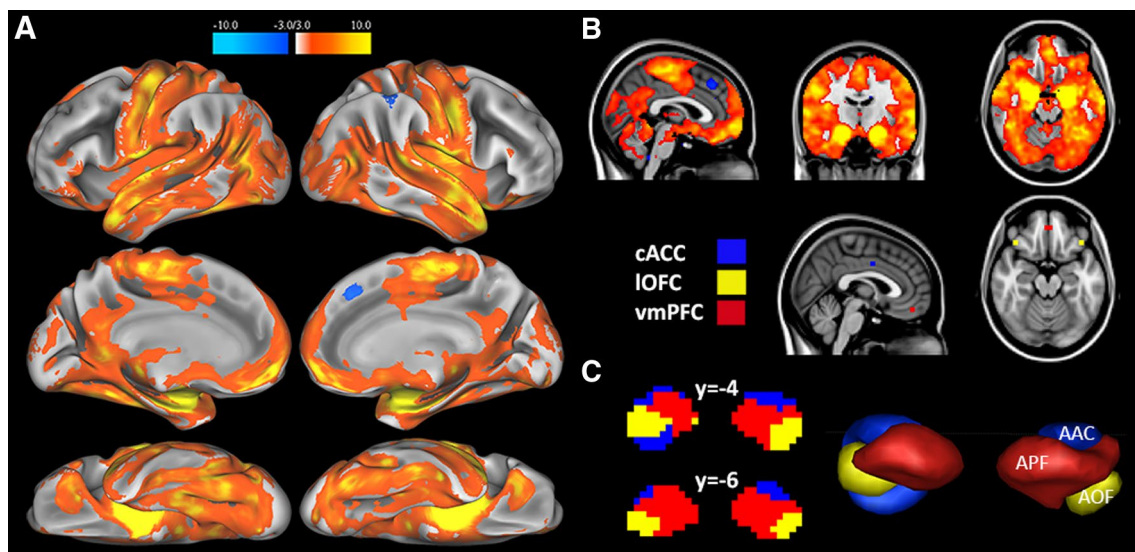 A
-10.0
-3.0/3.0
10.0
B
cACC
lOFC
vmPFC
C
y=-4
y=-6
AAC
APF
AOF